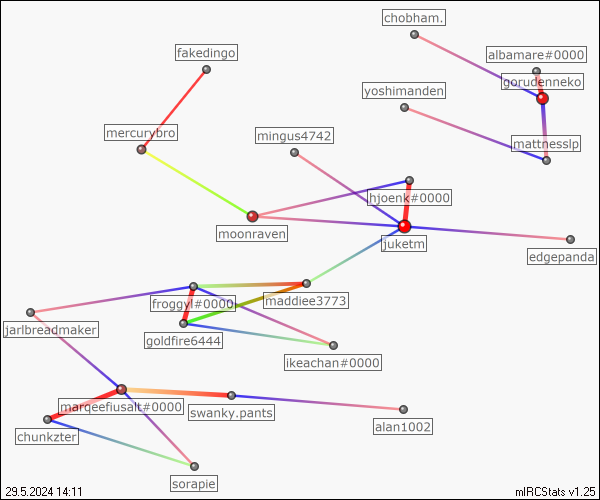 chobham.
fakedingo
albamare#0000
gorudenneko
yoshimanden
mercurybro
mingus4742
mattnesslp
hjoenk#0000
moonraven
juketm
edgepanda
froggyl#0000
maddiee3773
jarlbreadmaker
goldfire6444
ikeachan#0000
marqeefiusalt#0000
swanky.pants
alan1002
chunkzter
sorapie
29.5.2024 14:11
mIRCStats v1.25